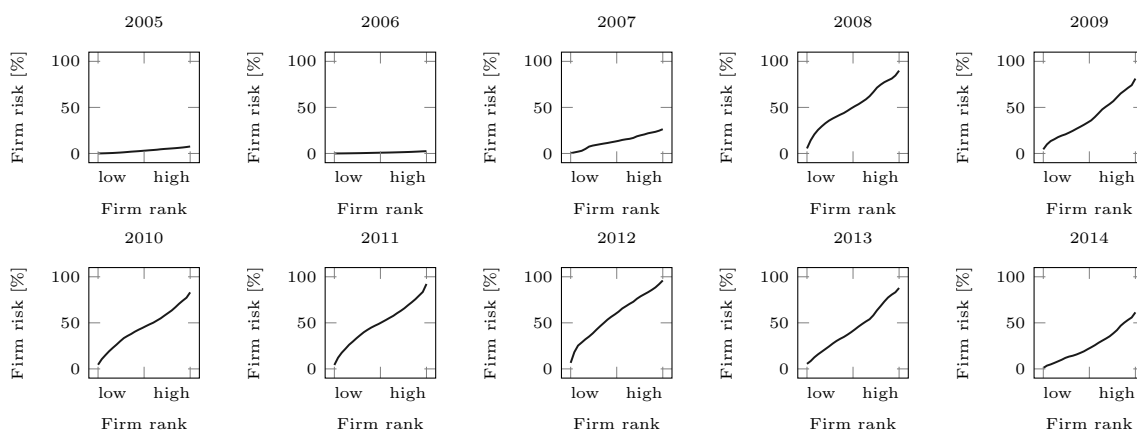 2005
100
50
0
Firm risk [%]
low high
Firm rank
2006
100
50
0
Firm risk [%]
low high
Firm rank
2007
100
50
0
Firm risk [%]
low high
Firm rank
2008
100
50
0
Firm risk [%]
low high
Firm rank
2009
100
50
0
Firm risk [%]
low high
Firm rank
2010
100
50
0
Firm risk [%]
low high
Firm rank
2011
100
50
0
Firm risk [%]
low high
Firm rank
2012
100
50
0
Firm risk [%]
low high
Firm rank
2013
100
50
0
Firm risk [%]
low high
Firm rank
2014
100
50
0
Firm risk [%]
low high
Firm rank